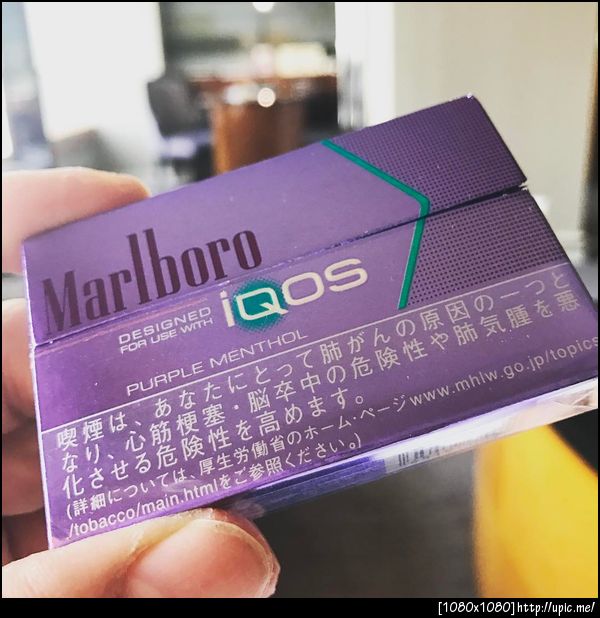 Marlboro
DESIGNED
FOR USE WITH
iQOS
PURPLE MENTHOL
喫煙は、あなたにとって肺がんの原因の一つと
なり、心筋梗塞・脳卒中の危険性や肺気腫を悪
化させる危険性を高めます。
(詳細については、厚生労働省のホーム・ページwww.mhlw.go.jp/topics
/tobacco/main.htmlをご参照ください。)
[1080x1080]http://upic.me/